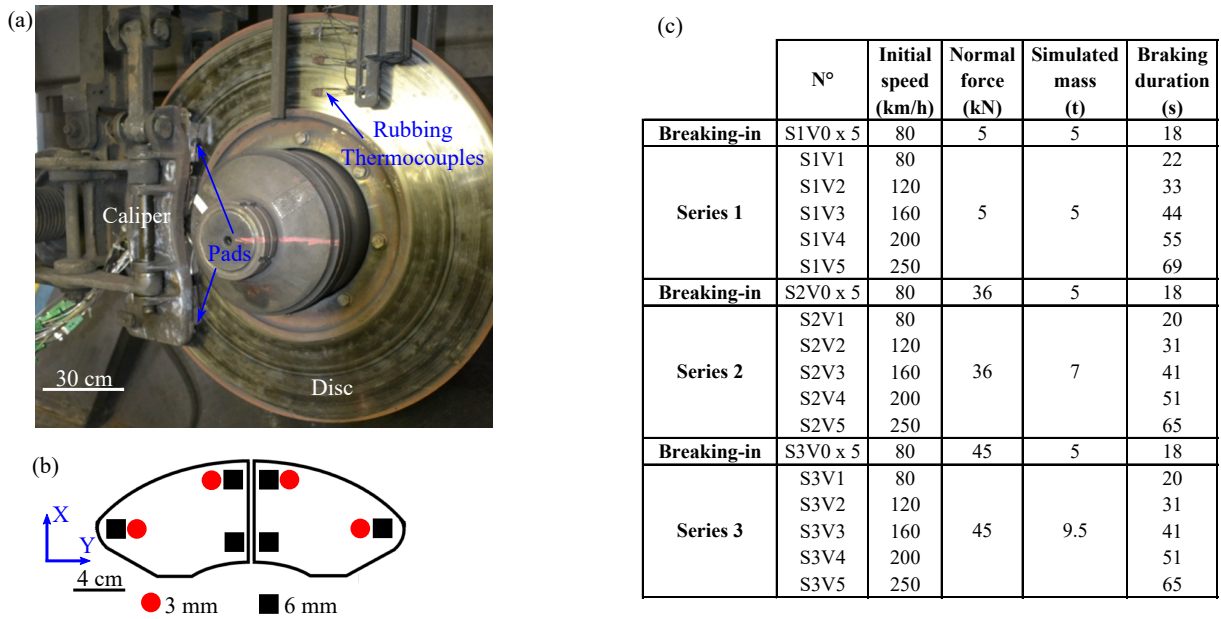 (a)
Rubbing
Thermocouples
Caliper
Pads
30 cm
Disc
(b)
X
Y
4 cm
3 mm
6 mm
(c)
N° Initial speed (km/h) Normal force (kN) Simulated mass (t) Braking duration (s)
Breaking-in S1V0 x 5 80 5 5 18
S1V1 80 22
S1V2 120 33
Series 1 S1V3 160 5 5 44
S1V4 200 55
S1V5 250 69
Breaking-in S2V0 x 5 80 36 5 18
S2V1 80 20
S2V2 120 31
Series 2 S2V3 160 36 7 41
S2V4 200 51
S2V5 250 65
Breaking-in S3V0 x 5 80 45 5 18
S3V1 80 20
S3V2 120 31
Series 3 S3V3 160 45 9.5 41
S3V4 200 51
S3V5 250 65